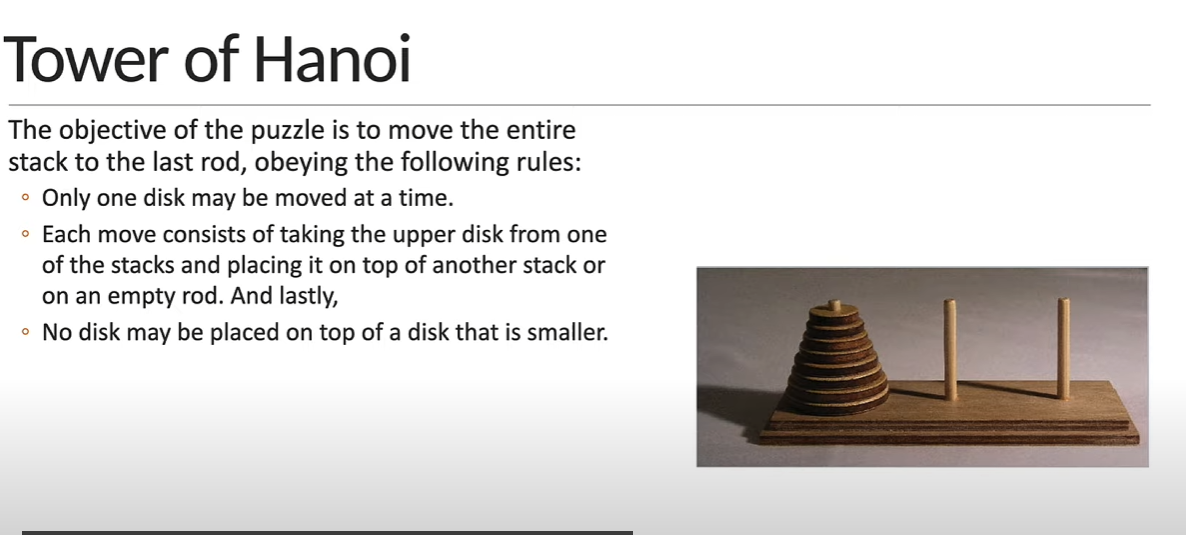 Tower of Hanoi
The objective of the puzzle is to move the entire
stack to the last rod, obeying the following rules:
◦ Only one disk may be moved at a time.
◦ Each move consists of taking the upper disk from one
of the stacks and placing it on top of another stack or
on an empty rod. And lastly,
◦ No disk may be placed on top of a disk that is smaller.